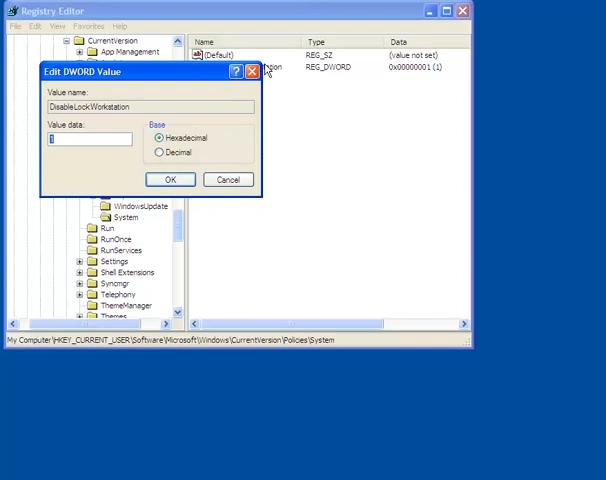 Registry Editor
File Edit View Favorites Help
CurrentVersion
App Management
Name Type Data
(Default) REG_SZ (value not set)
REG_DWORD 0x00000001 (1)
Edit DWORD Value
Value name:
DisableLockWorkstation
Value data:
1
Base
Hexadecimal
Decimal
OK Cancel
WindowsUpdate
System
Run
RunOnce
RunServices
Settings
Shell Extensions
Syncmgr
Telephony
ThemeManager
Themes
My Computer\HKEY_CURRENT_USER\Software\Microsoft\Windows\CurrentVersion\Policies\System